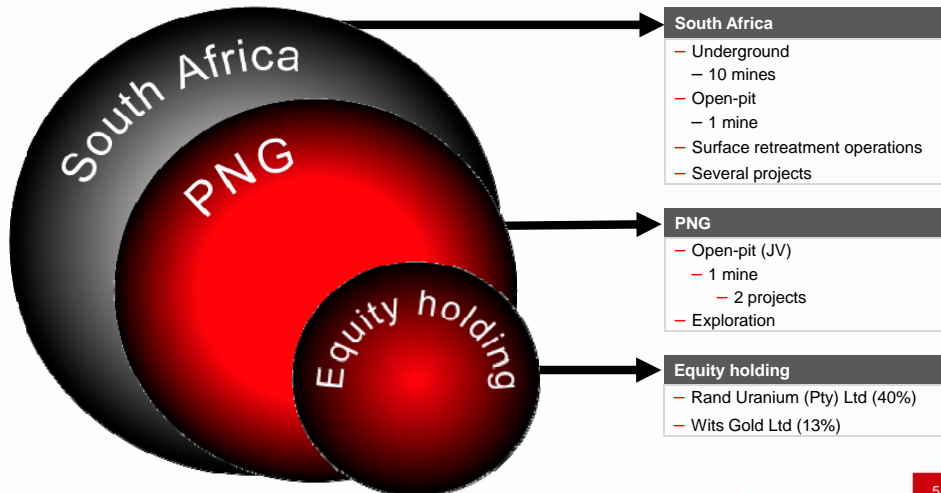 South Africa
PNG
Equity holding
South Africa
– Underground
– 10 mines
– Open-pit
– 1 mine
– Surface retreatment operations
– Several projects
PNG
– Open-pit (JV)
– 1 mine
– 2 projects
– Exploration
Equity holding
– Rand Uranium (Pty) Ltd (40%)
– Wits Gold Ltd (13%)
5